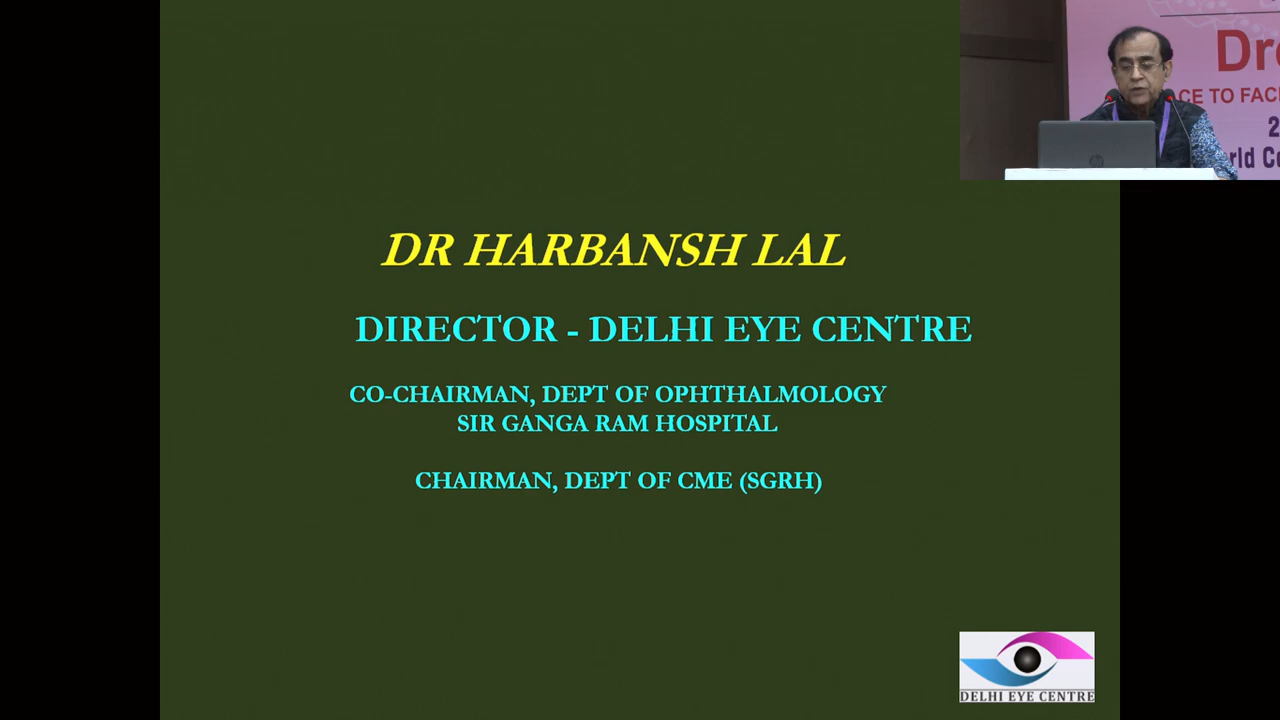 DR HARBANSH LAL
DIRECTOR - DELHI EYE CENTRE
CO-CHAIRMAN, DEPT OF OPHTHALMOLOGY
SIR GANGA RAM HOSPITAL
CHAIRMAN, DEPT OF CME (SGRH)
DELHI EYE CENTRE
TO